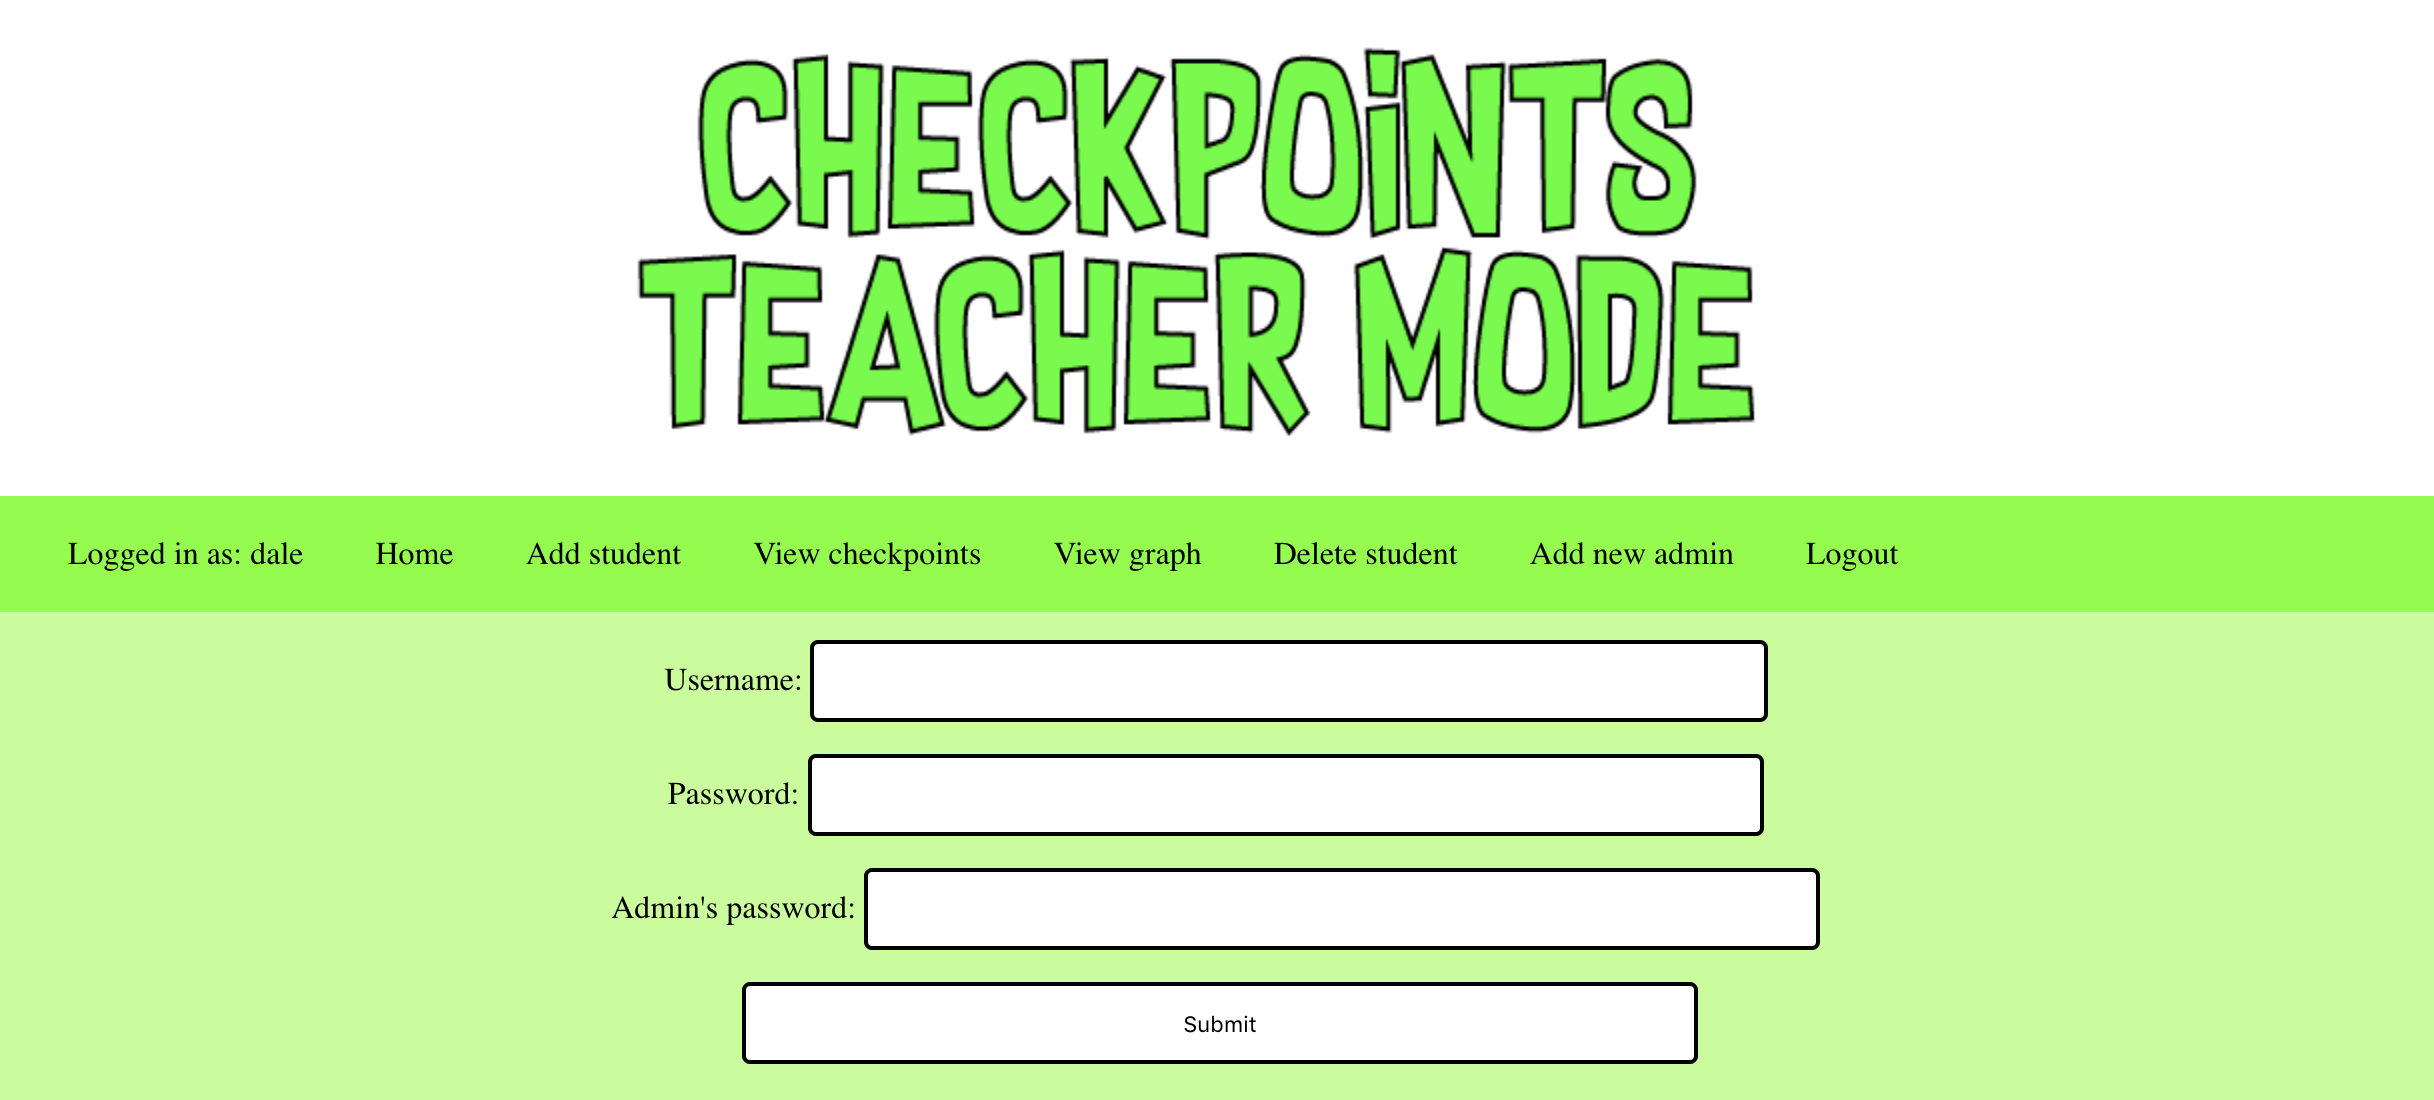 CHECKPOiNTS
TEACHER MODE
Logged in as: dale Home Add student View checkpoints View graph Delete student Add new admin Logout
Username:
Password:
Admin's password:
Submit